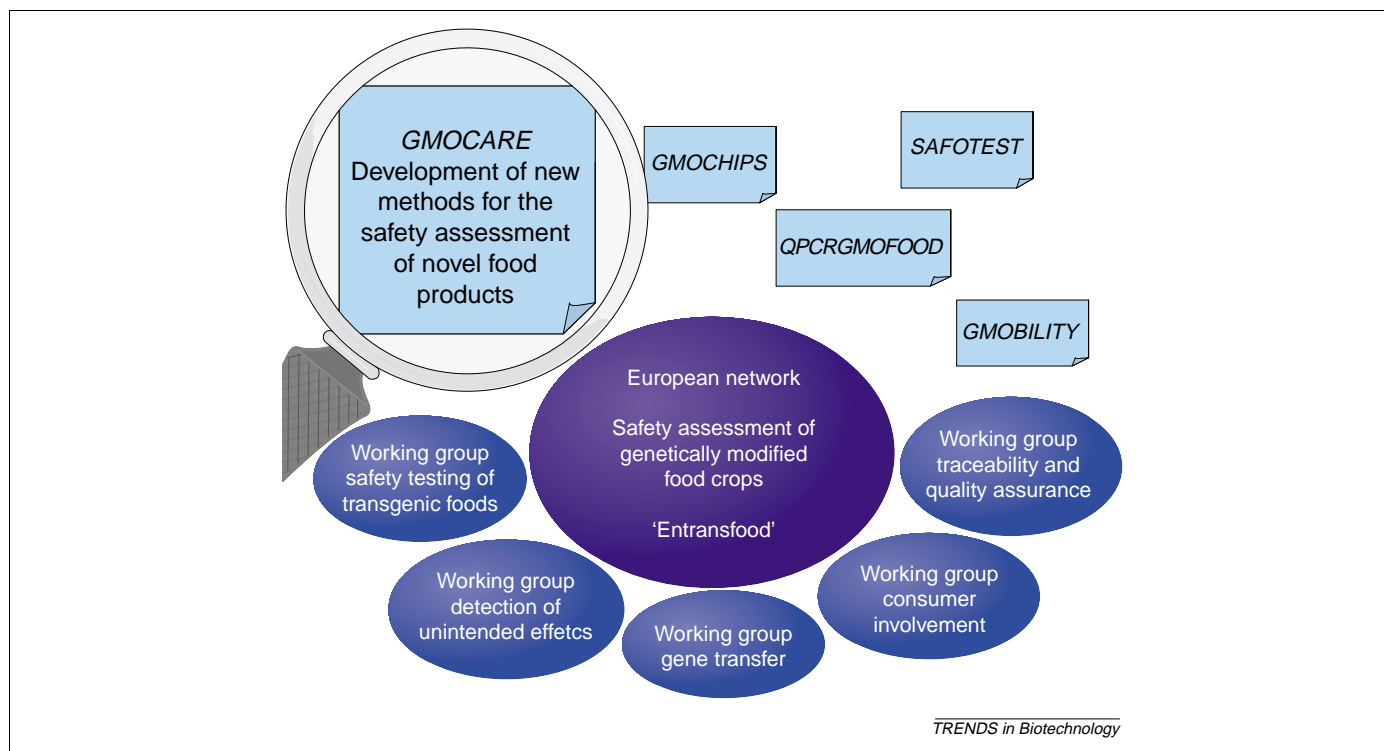 GMOCARE
Development of new
methods for the
safety assessment
of novel food
products
GMOCHIPS
SAFOTEST
QPCRGMOFOOD
GMOBILITY
European network
Safety assessment of
genetically modified
food crops
‘Entransfood’
Working group
safety testing of
transgenic foods
Working group
detection of
unintended effetcs
Working group
gene transfer
Working group
consumer
involvement
Working group
traceability and
quality assurance
TRENDS in Biotechnology